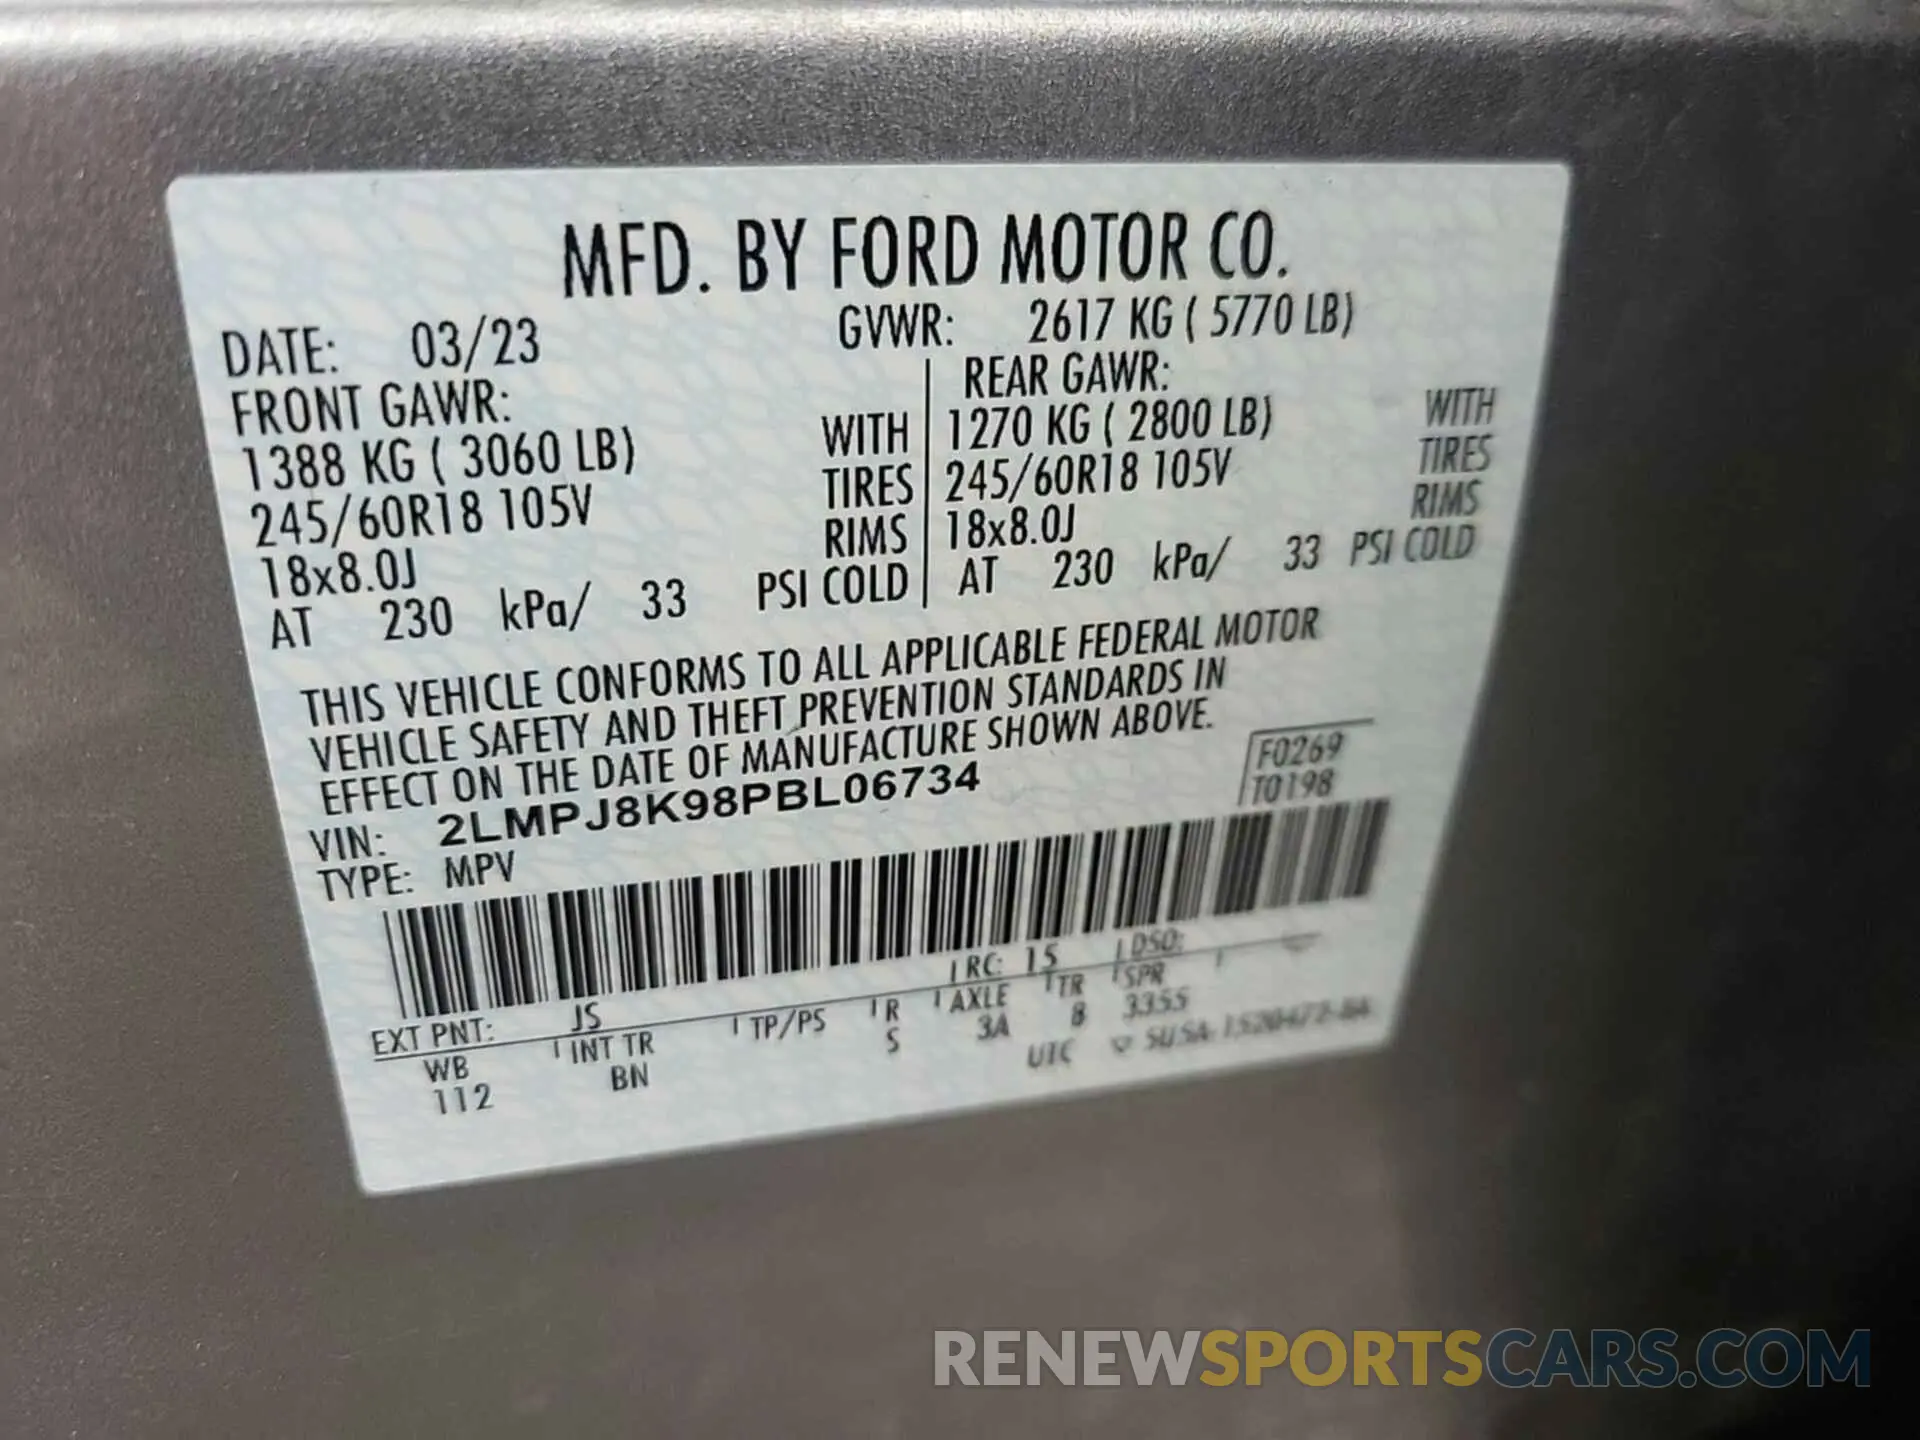 MFD. BY FORD MOTOR CO.
DATE: 03/23 GVWR: 2617 KG ( 5770 LB)
FRONT GAWR: REAR GAWR:
1388 KG ( 3060 LB) WITH 1270 KG ( 2800 LB) WITH
245/60R18 105V TIRES 245/60R18 105V TIRES
18x8.0J RIMS 18x8.0J RIMS
AT 230 kPa/ 33 PSI COLD AT 230 kPa/ 33 PSI COLD
THIS VEHICLE CONFORMS TO ALL APPLICABLE FEDERAL MOTOR
VEHICLE SAFETY AND THEFT PREVENTION STANDARDS IN
EFFECT ON THE DATE OF MANUFACTURE SHOWN ABOVE.
VIN: 2LMPJ8K98PBL06734 F0269
TYPE: MPV T0198
EXT PNT: JS RC: 15 DSO:
WB INT TR TP/PS R AXLE TR SPR
112 BN S 3A 8 3355
UTC
RENEWSPORTSCARS.COM